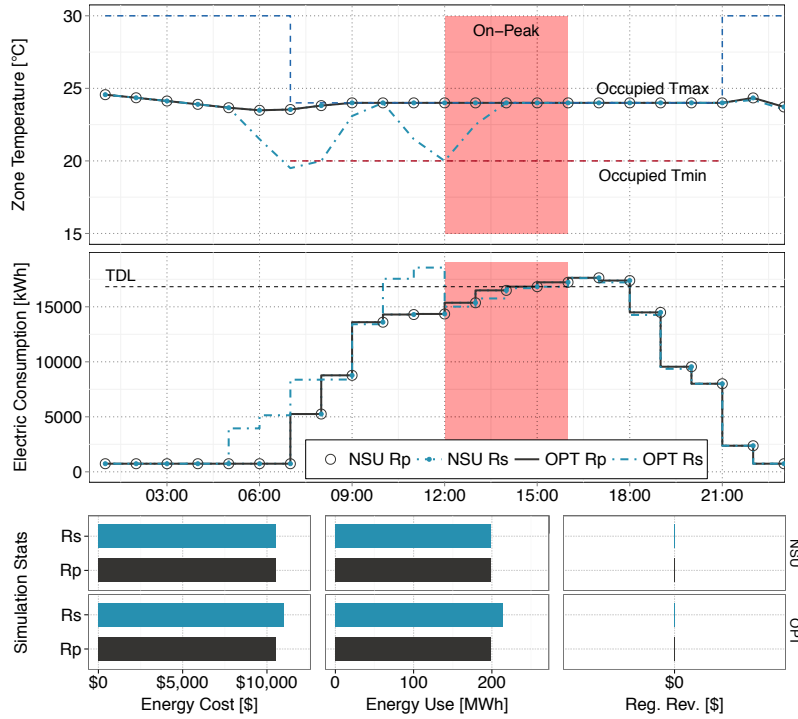 Zone Temperature [°C]
30
25
20
15
On−Peak
Occupied Tmax
Occupied Tmin
Electric Consumption [kWh]
15000
10000
5000
0
TDL
NSU Rp NSU Rs OPT Rp OPT Rs
03:00 06:00 09:00 12:00 15:00 18:00 21:00
Simulation Stats
Rs
Rp
NSU
Rs
Rp
OPT
$0 $5,000 $10,000 0 100 200 $0
Energy Cost [$] Energy Use [MWh] Reg. Rev. [$]